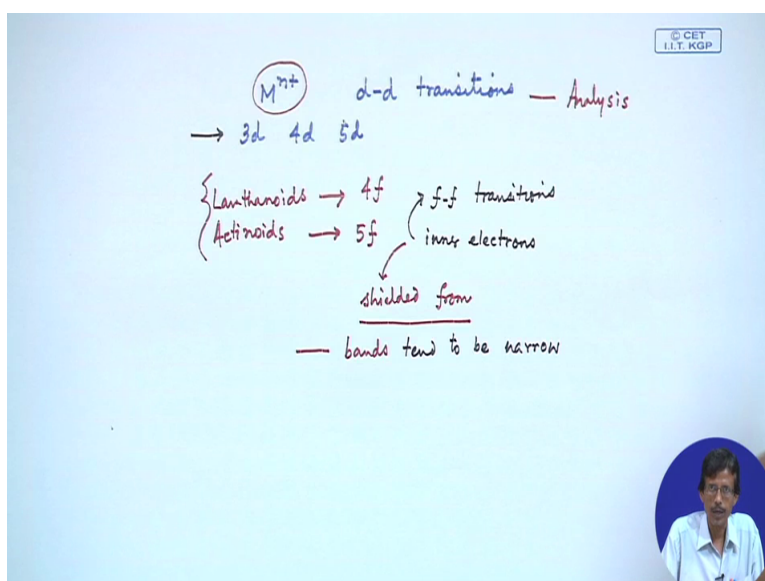 © CET
I.I.T. KGP
Mⁿ⁺ d-d transitions — Analysis
→ 3d 4d 5d
{Lanthanoids → 4f f-f transitions
Actinoids → 5f inner electrons
shielded from
— bands tend to be narrow